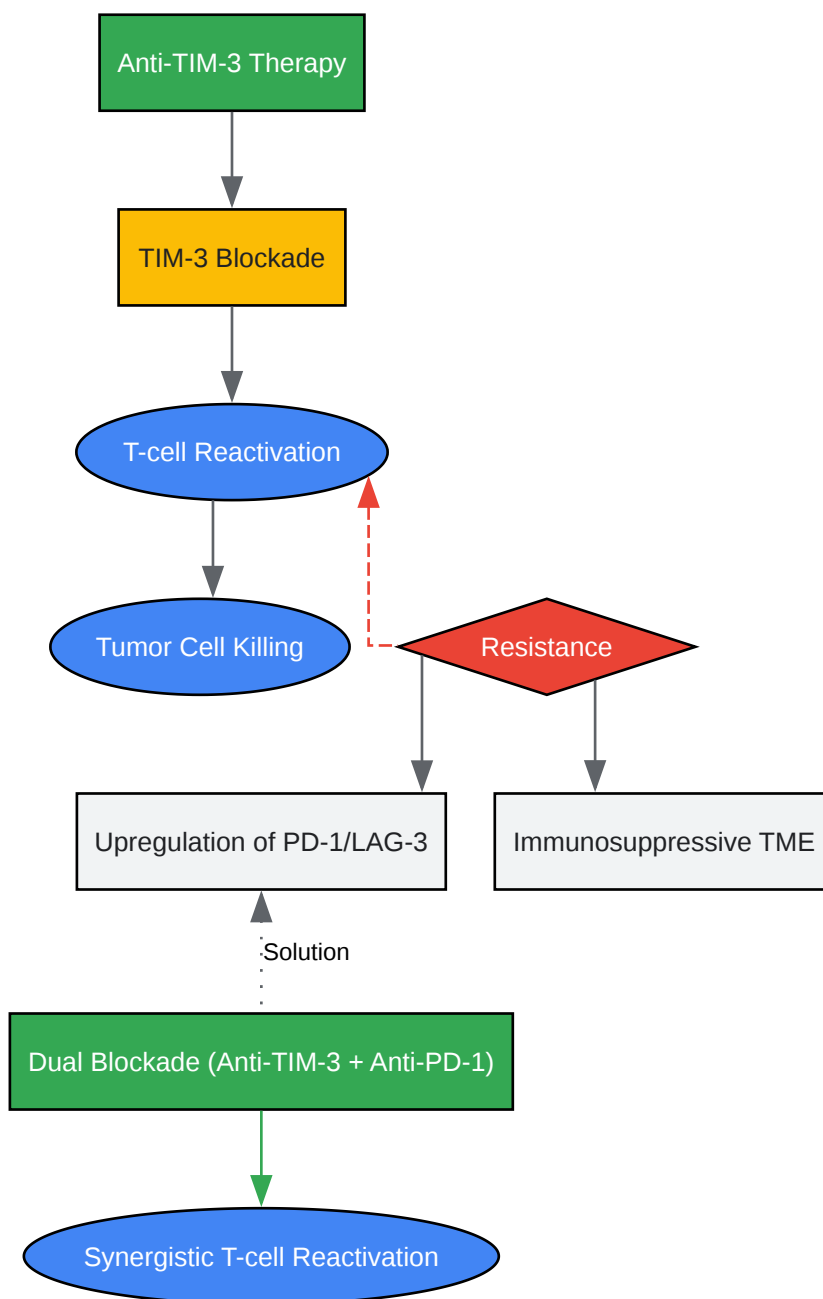 Anti-TIM-3 Therapy
TIM-3 Blockade
T-cell Reactivation
Tumor Cell Killing
Resistance
Upregulation of PD-1/LAG-3
Immunosuppressive TME
Solution
Dual Blockade (Anti-TIM-3 + Anti-PD-1)
Synergistic T-cell Reactivation